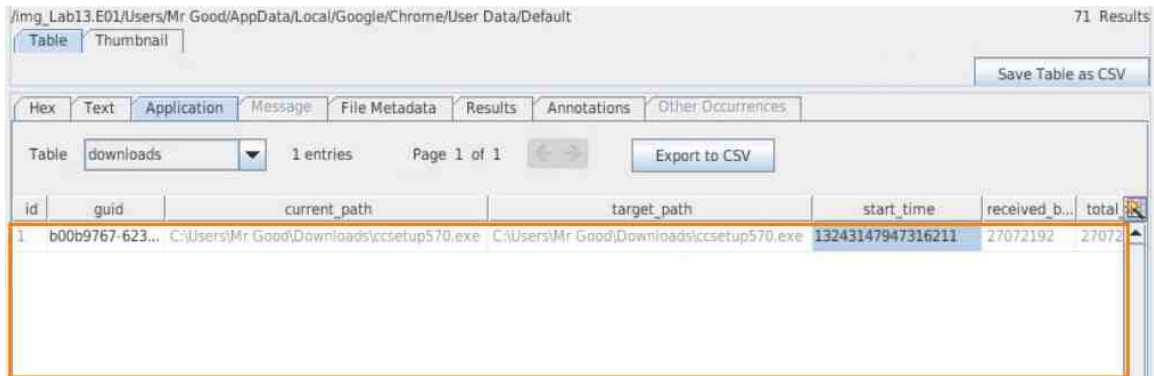 /img_Lab13.E01/Users/Mr Good/AppData/Local/Google/Chrome/User Data/Default 71 Results
Table Thumbnail
Save Table as CSV
Hex Text Application Message File Metadata Results Annotations Other Occurrences
Table downloads 1 entries Page 1 of 1 Export to CSV
id guid current_path target_path start_time received_b... total_
1 b00b9767-623... C:\Users\Mr Good\Downloads\ccsetup570.exe C:\Users\Mr Good\Downloads\ccsetup570.exe 13243147947316211 27072192 27072